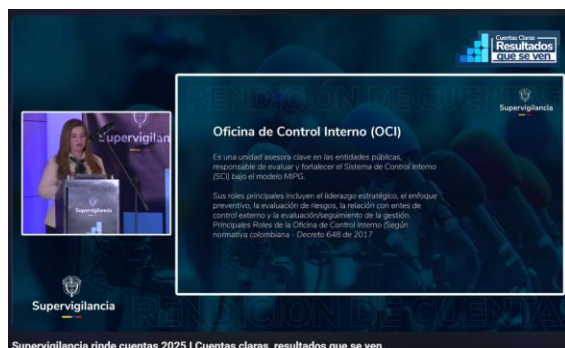 Cuentas Claras
Resultados
que se ven
RENDICIÓN DE CUENTAS
Supervigilancia
Oficina de Control Interno (OCI)
Es una unidad asesora clave en las entidades públicas,
responsable de evaluar y fortalecer el Sistema de Control Interno
(SCI) bajo el modelo MIPG.
Sus roles principales incluyen el liderazgo estratégico, el enfoque
preventivo, la evaluación de riesgos, la relación con entes de
control externo y la evaluación/seguimiento de la gestión.
Principales Roles de la Oficina de Control Interno (Según
normativa colombiana - Decreto 648 de 2017
upervigilan
Supervigilancia
Supervigilancia
RENDICIÓN DE CUENTA
Supervigilancia rinde cuentas 2025 | Cuentas claras, resultados que se ven